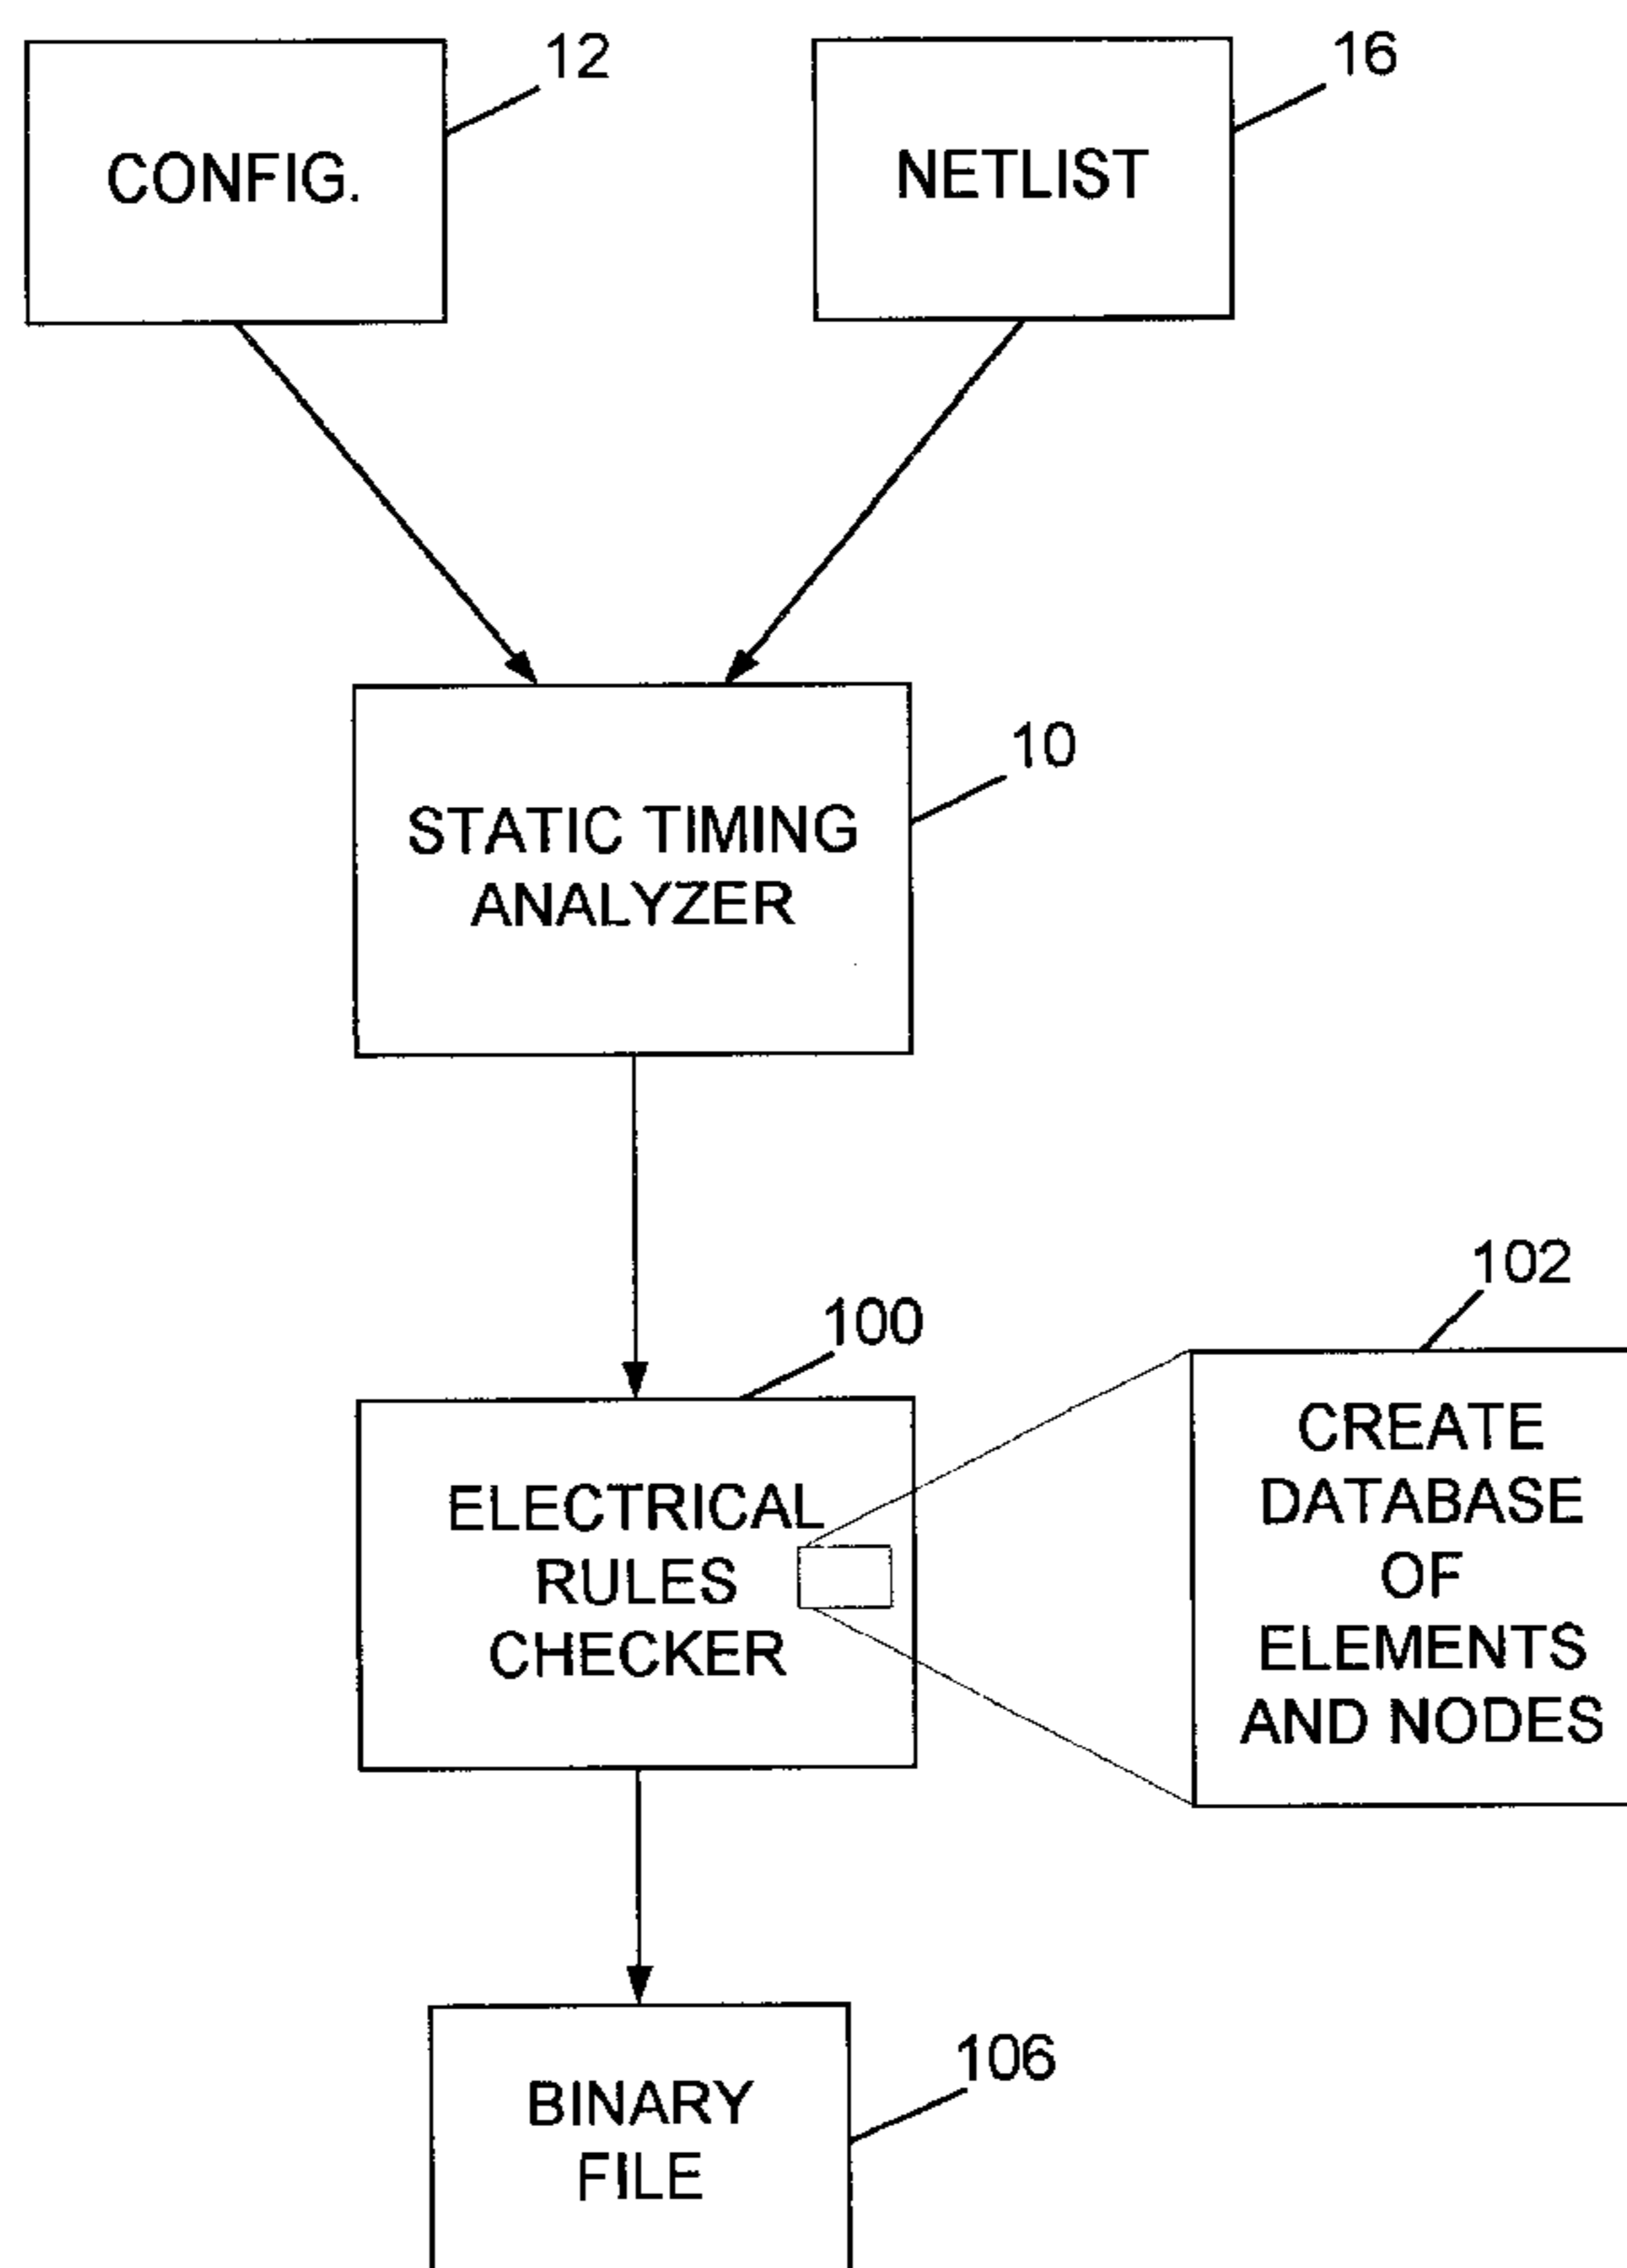 12
CONFIG.
16
NETLIST
10
STATIC TIMING
ANALYZER
100
ELECTRICAL
RULES
CHECKER
102
CREATE
DATABASE
OF
ELEMENTS
AND NODES
106
BINARY
FILE